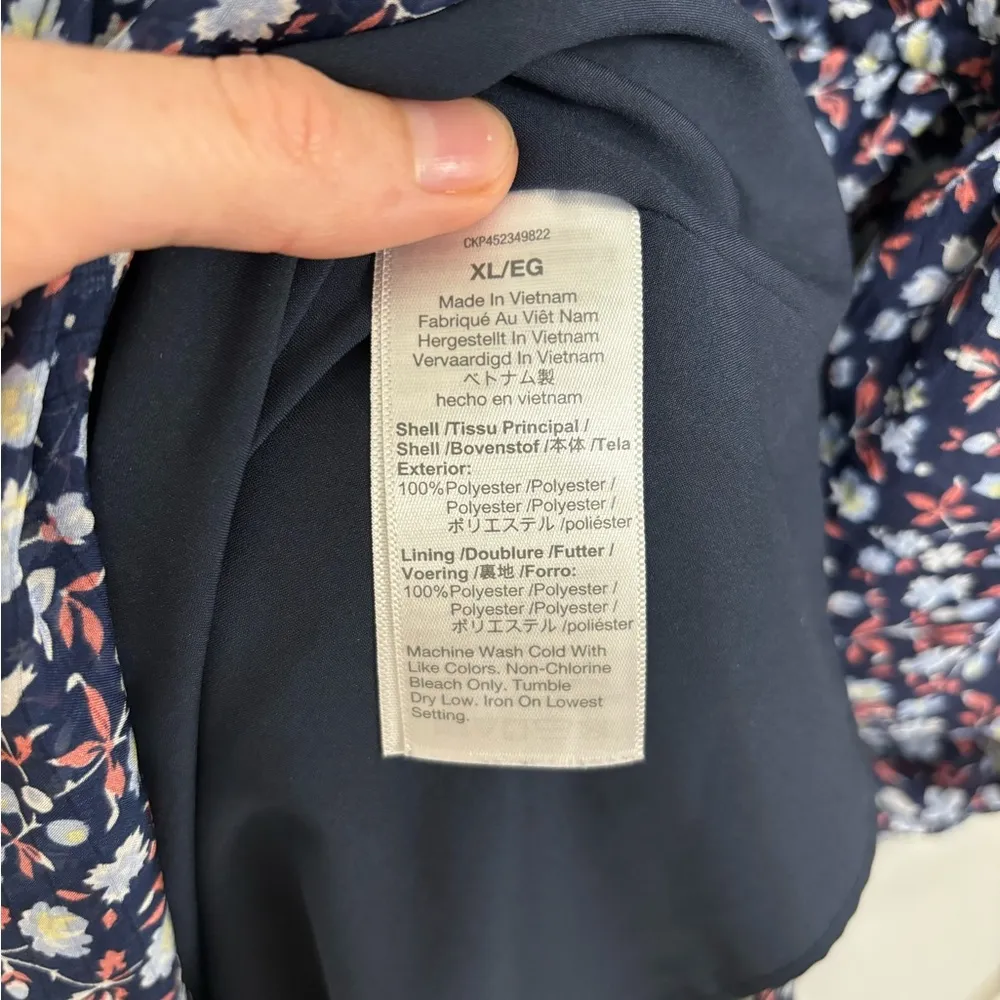 CKP452349822
XL/EG
Made In Vietnam
Fabriqué Au Viêt Nam
Hergestellt In Vietnam
Vervaardigd In Vietnam
ベトナム製
hecho en vietnam
Shell /Tissu Principal /
Shell /Bovenstof /本体 /Tela
Exterior:
100%Polyester /Polyester /
Polyester /Polyester /
ポリエステル /poliéster
Lining /Doublure /Futter /
Voering /裏地 /Forro:
100%Polyester /Polyester /
Polyester /Polyester /
ポリエステル /poliéster
Machine Wash Cold With
Like Colors. Non-Chlorine
Bleach Only. Tumble
Dry Low. Iron On Lowest
Setting.